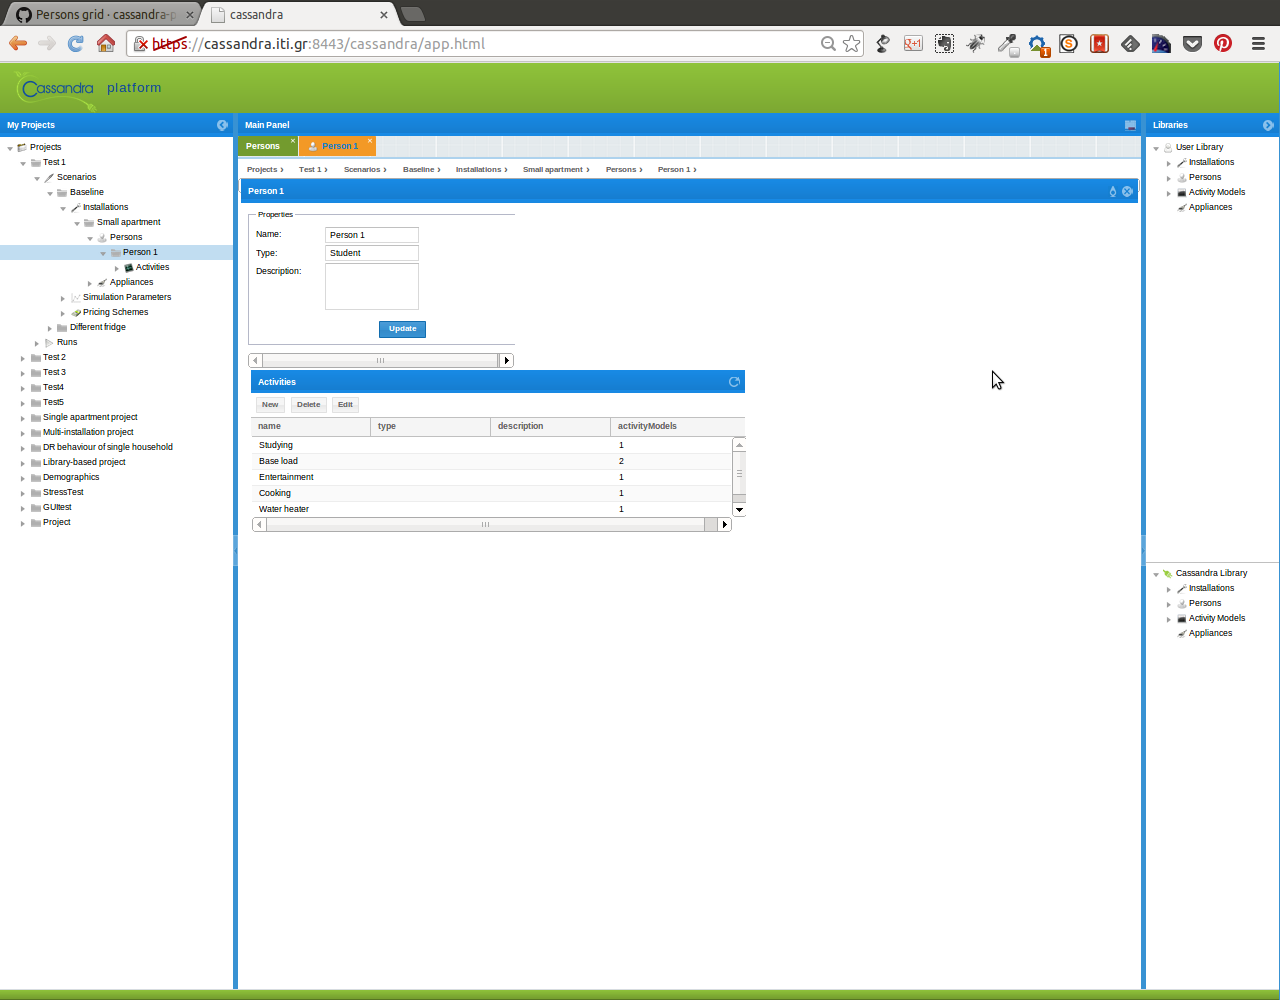 Persons grid · cassandra-p
cassandra
https://cassandra.iti.gr:8443/cassandra/app.html
Cassandra platform
My Projects
Main Panel
Libraries
Projects
Test 1
Scenarios
Baseline
Installations
Small apartment
Persons
Person 1
Activities
Appliances
Simulation Parameters
Pricing Schemes
Different fridge
Runs
Test 2
Test 3
Test4
Test5
Single apartment project
Multi-installation project
DR behaviour of single household
Library-based project
Demographics
StressTest
GUItest
Project
Persons
Person 1
Projects › Test 1 › Scenarios › Baseline › Installations › Small apartment › Persons › Person 1 ›
Person 1
Properties
Name: Person 1
Type: Student
Description:
Update
Activities
New Delete Edit
name type description activityModels
Studying 1
Base load 2
Entertainment 1
Cooking 1
Water heater 1
User Library
Installations
Persons
Activity Models
Appliances
Cassandra Library
Installations
Persons
Activity Models
Appliances